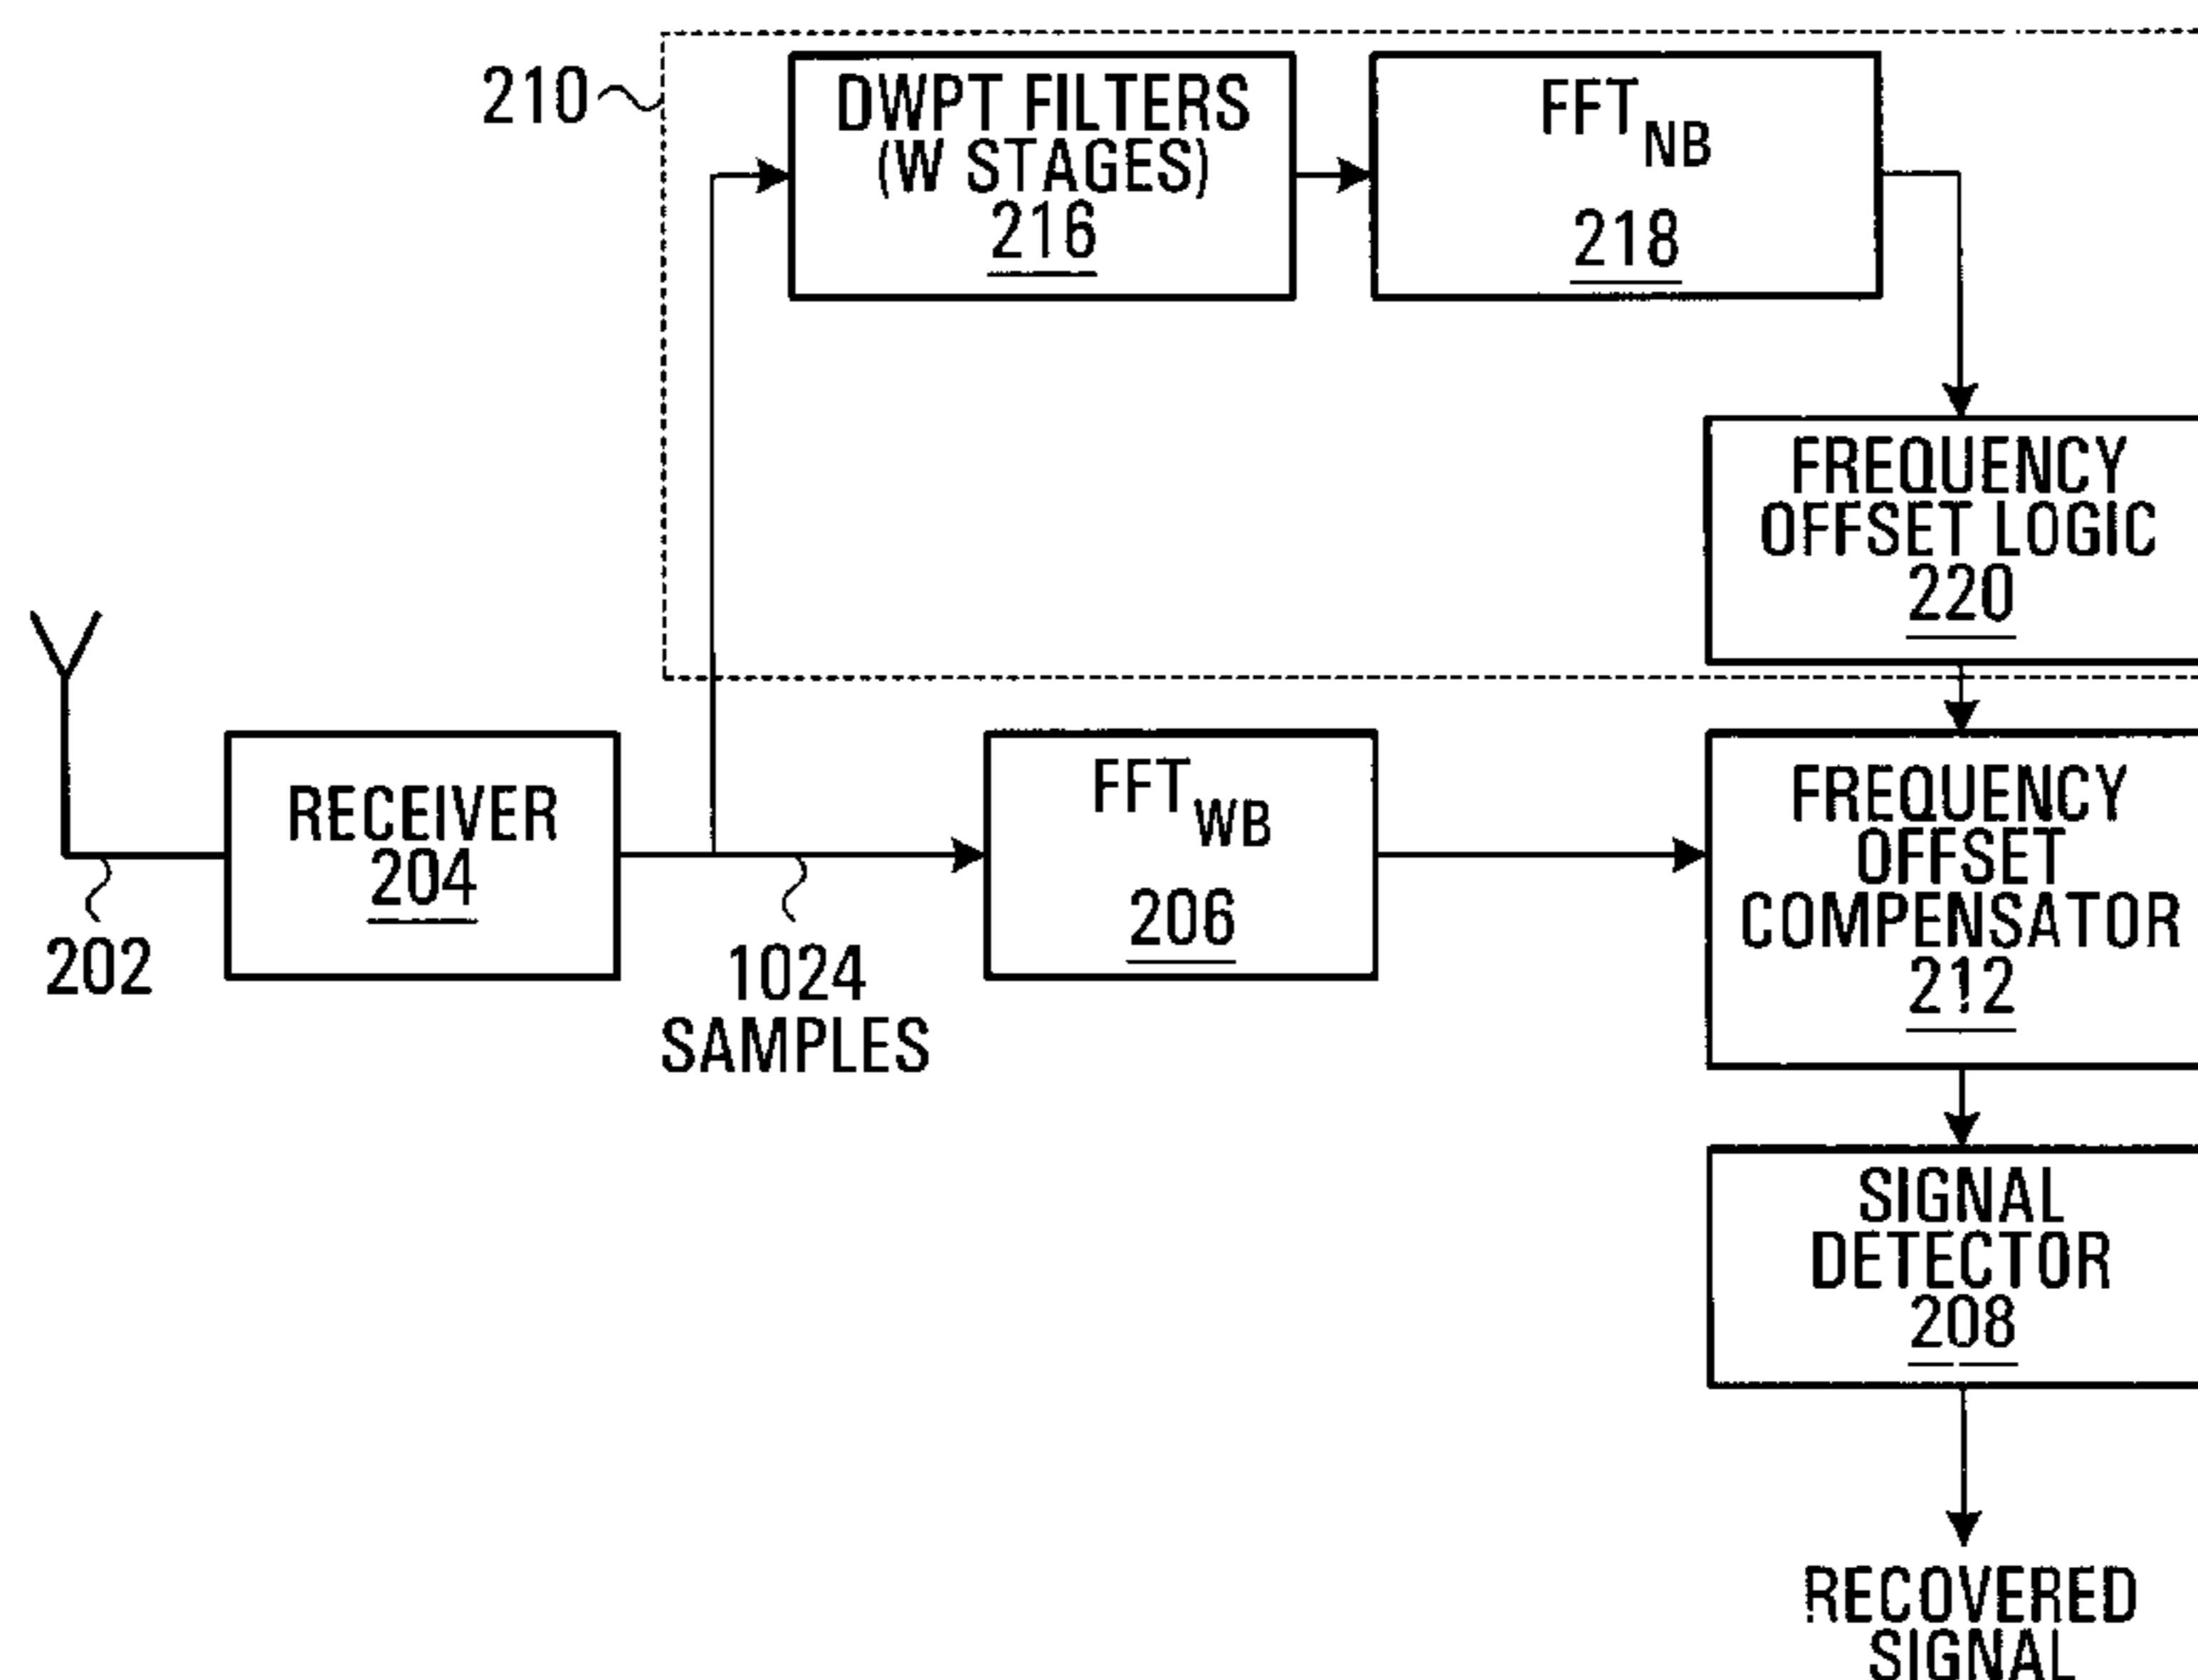 210
DWPT FILTERS
(W STAGES)
216
FFT NB
218
FREQUENCY
OFFSET LOGIC
220
RECEIVER
204
202
1024
SAMPLES
FFT WB
206
FREQUENCY
OFFSET
COMPENSATOR
212
SIGNAL
DETECTOR
208
RECOVERED
SIGNAL